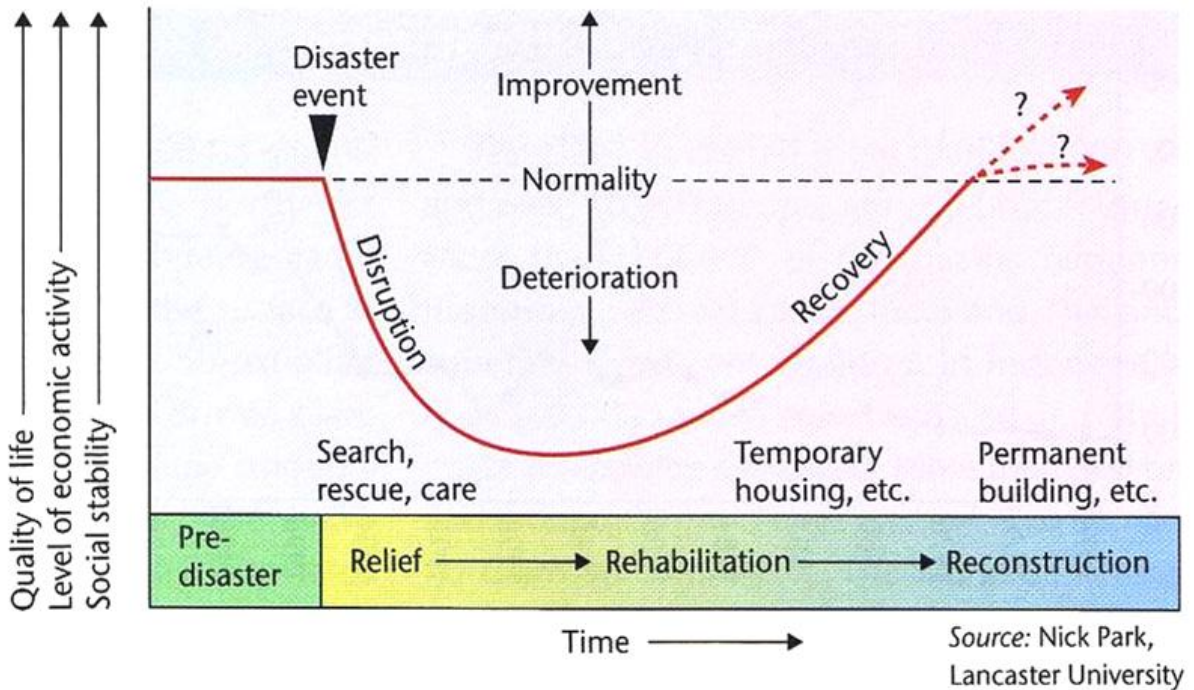 Quality of life
Level of economic activity
Social stability
Disaster
event
Improvement
Normality
Deterioration
Disruption
Recovery
?
?
Search,
rescue, care
Temporary
housing, etc.
Permanent
building, etc.
Pre-
disaster
Relief
Rehabilitation
Reconstruction
Time
Source: Nick Park,
Lancaster University